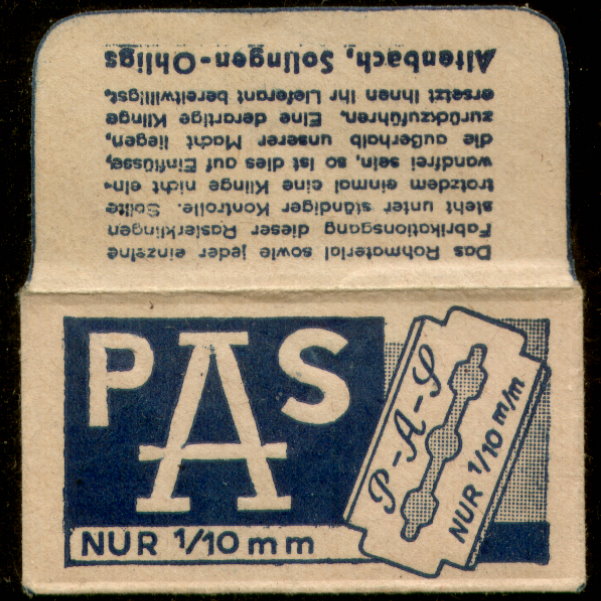 Das Rohmaterial sowie jeder einzelne
Fabrikationsgang dieser Rasierklingen
steht unter ständiger Kontrolle. Sollte
trotzdem einmal eine Klinge nicht ein-
wandfrei sein, so ist dies auf Einflüsse,
die außerhalb unserer Macht liegen,
zurückzuführen. Eine derartige Klinge
ersetzt Ihnen Ihr Lieferant bereitwilligst.
Altenbach, Solingen-Ohligs
PAS
NUR 1/10 mm
P-A-S
NUR 1/10 m/m